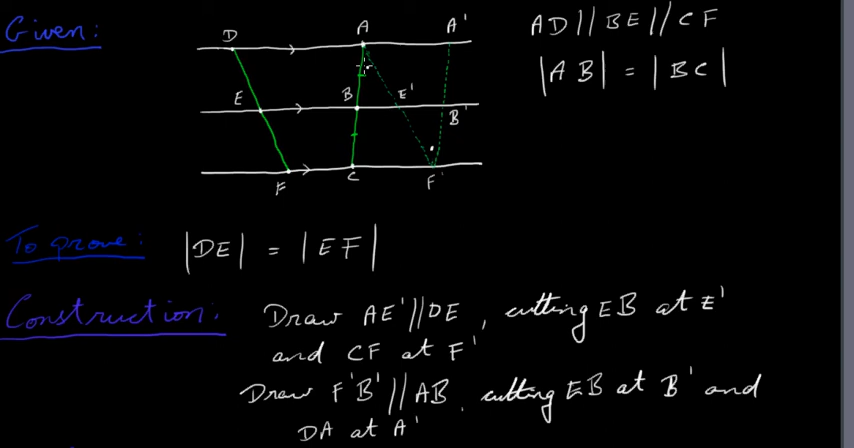 Given:
D A A'
AD//BE//CF
|AB| = |BC|
E B E' B'
F C F'
To prove: |DE| = |EF|
Construction: Draw AE'//DE, cutting EB at E'
and CF at F'
Draw F'B'//AB, cutting EB at B' and
DA at A'